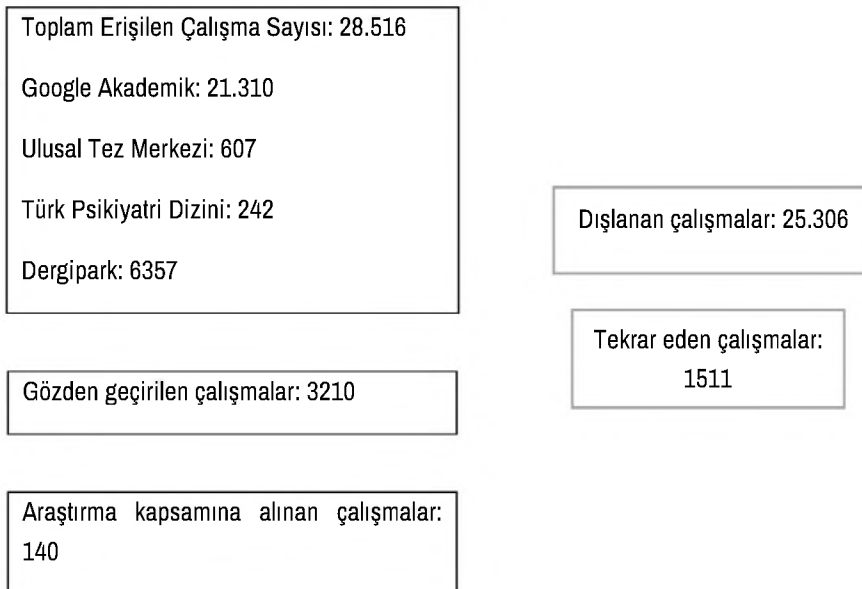 Toplam Erişilen Çalışma Sayısı: 28.516
Google Akademik: 21.310
Ulusal Tez Merkezi: 607
Türk Psikiyatri Dizini: 242
Dergipark: 6357
Dışlanan çalışmalar: 25.306
Tekrar eden çalışmalar:
1511
Gözden geçirilen çalışmalar: 3210
Araştırma kapsamına alınan çalışmalar:
140